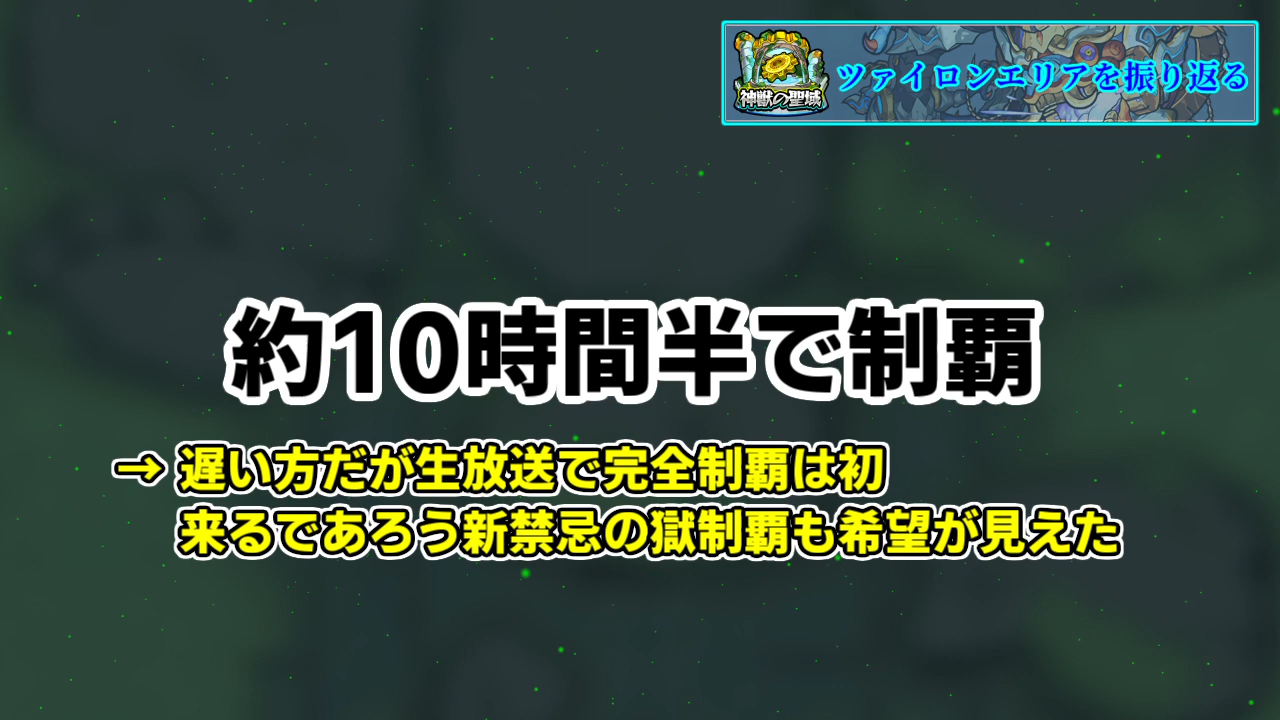 神獣の聖域
ツァイロンエリアを振り返る
約10時間半で制覇
→ 遅い方だが生放送で完全制覇は初
来るであろう新禁忌の獄制覇も希望が見えた